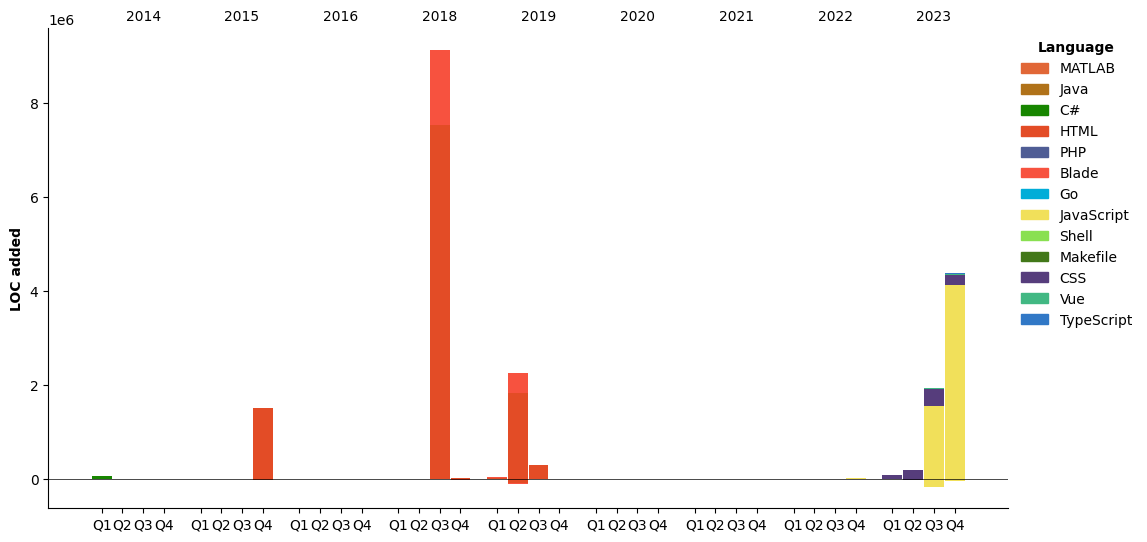 1e6
2014 2015 2016 2018 2019 2020 2021 2022 2023
LOC added
8
6
4
2
0
Q1 Q2 Q3 Q4 Q1 Q2 Q3 Q4 Q1 Q2 Q3 Q4 Q1 Q2 Q3 Q4 Q1 Q2 Q3 Q4 Q1 Q2 Q3 Q4 Q1 Q2 Q3 Q4 Q1 Q2 Q3 Q4 Q1 Q2 Q3 Q4
Language
MATLAB
Java
C#
HTML
PHP
Blade
Go
JavaScript
Shell
Makefile
CSS
Vue
TypeScript